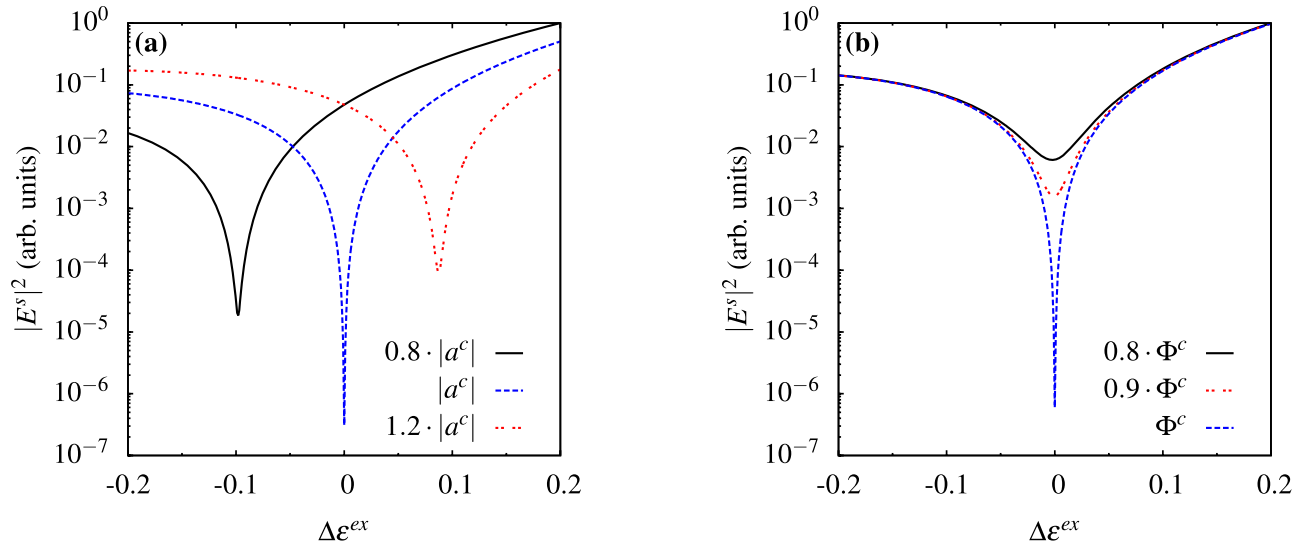 (a)
|E^s|^2 (arb. units)
10^0
10^−1
10^−2
10^−3
10^−4
10^−5
10^−6
10^−7
0.8 · |a^c|
|a^c|
1.2 · |a^c|
-0.2 -0.1 0 0.1 0.2
Δε^ex
(b)
|E^s|^2 (arb. units)
10^0
10^−1
10^−2
10^−3
10^−4
10^−5
10^−6
10^−7
0.8 · Φ^c
0.9 · Φ^c
Φ^c
-0.2 -0.1 0 0.1 0.2
Δε^ex